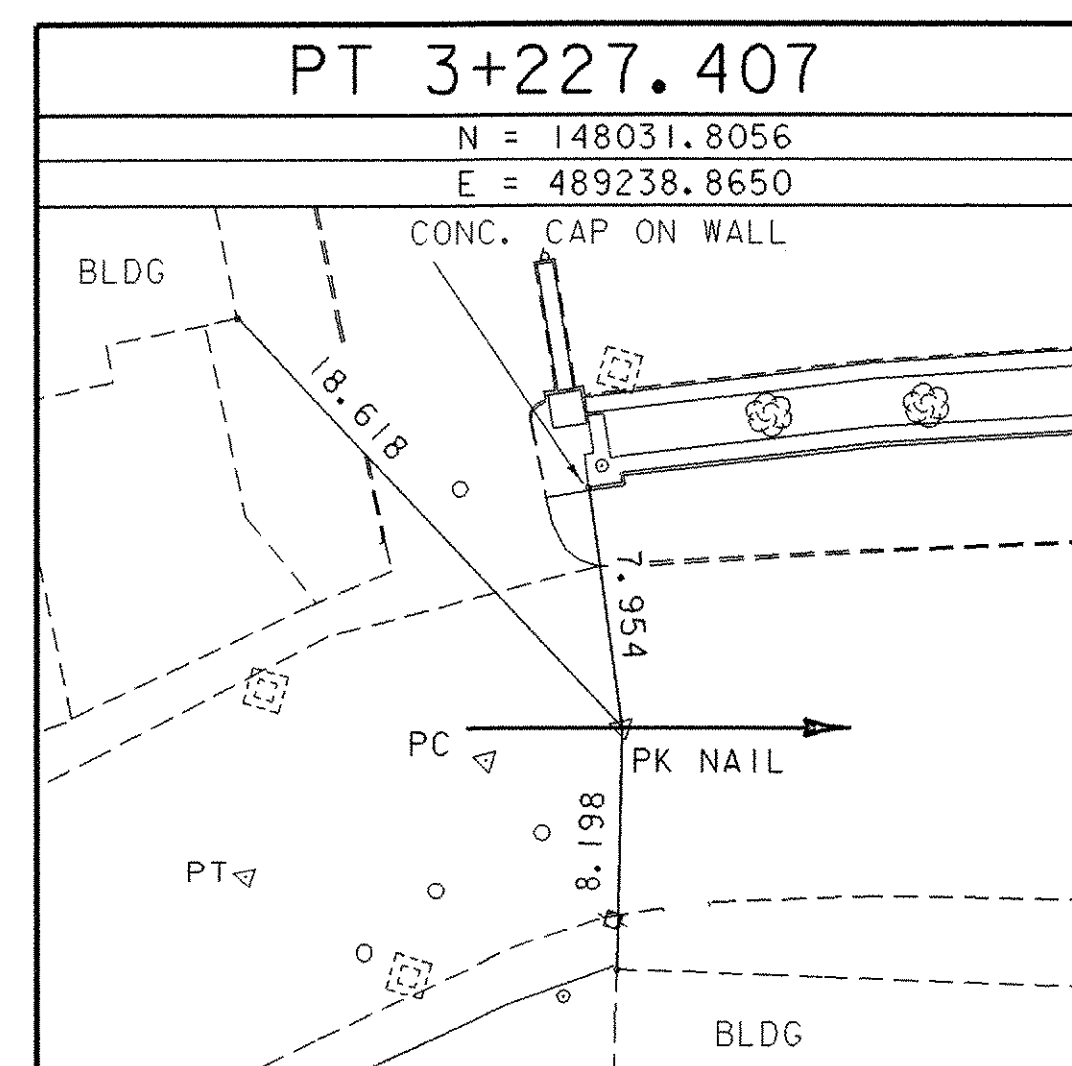 PT 3+227.407
N = 148031.8056
E = 489238.8650
CONC. CAP ON WALL
BLDG
18.618
7.954
PC
PK NAIL
8.198
PT
BLDG